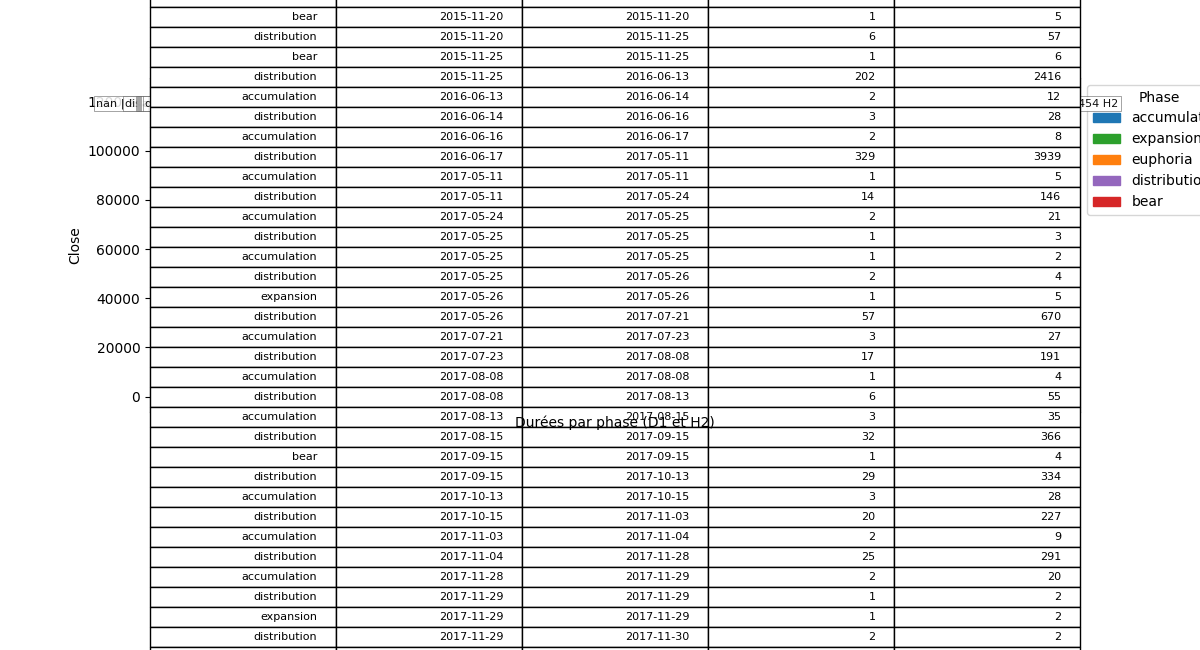 bear 2015-11-20 2015-11-20 1 5
distribution 2015-11-20 2015-11-25 6 57
bear 2015-11-25 2015-11-25 1 6
distribution 2015-11-25 2016-06-13 202 2416
accumulation 2016-06-13 2016-06-14 2 12
nan
454 H2
distribution 2016-06-14 2016-06-16 3 28
accumulation 2016-06-16 2016-06-17 2 8
distribution 2016-06-17 2017-05-11 329 3939
accumulation 2017-05-11 2017-05-11 1 5
distribution 2017-05-11 2017-05-24 14 146
accumulation 2017-05-24 2017-05-25 2 21
distribution 2017-05-25 2017-05-25 1 3
accumulation 2017-05-25 2017-05-25 1 2
distribution 2017-05-25 2017-05-26 2 4
expansion 2017-05-26 2017-05-26 1 5
distribution 2017-05-26 2017-07-21 57 670
accumulation 2017-07-21 2017-07-23 3 27
distribution 2017-07-23 2017-08-08 17 191
accumulation 2017-08-08 2017-08-08 1 4
distribution 2017-08-08 2017-08-13 6 55
accumulation 2017-08-13 2017-08-15 3 35
Durées par phase (D1 et H2)
distribution 2017-08-15 2017-09-15 32 366
bear 2017-09-15 2017-09-15 1 4
distribution 2017-09-15 2017-10-13 29 334
accumulation 2017-10-13 2017-10-15 3 28
distribution 2017-10-15 2017-11-03 20 227
accumulation 2017-11-03 2017-11-04 2 9
distribution 2017-11-04 2017-11-28 25 291
accumulation 2017-11-28 2017-11-29 2 20
distribution 2017-11-29 2017-11-29 1 2
expansion 2017-11-29 2017-11-29 1 2
distribution 2017-11-29 2017-11-30 2 2
100000
80000
60000
40000
20000
0
Close
Phase
accumulat
expansion
euphoria
distributio
bear